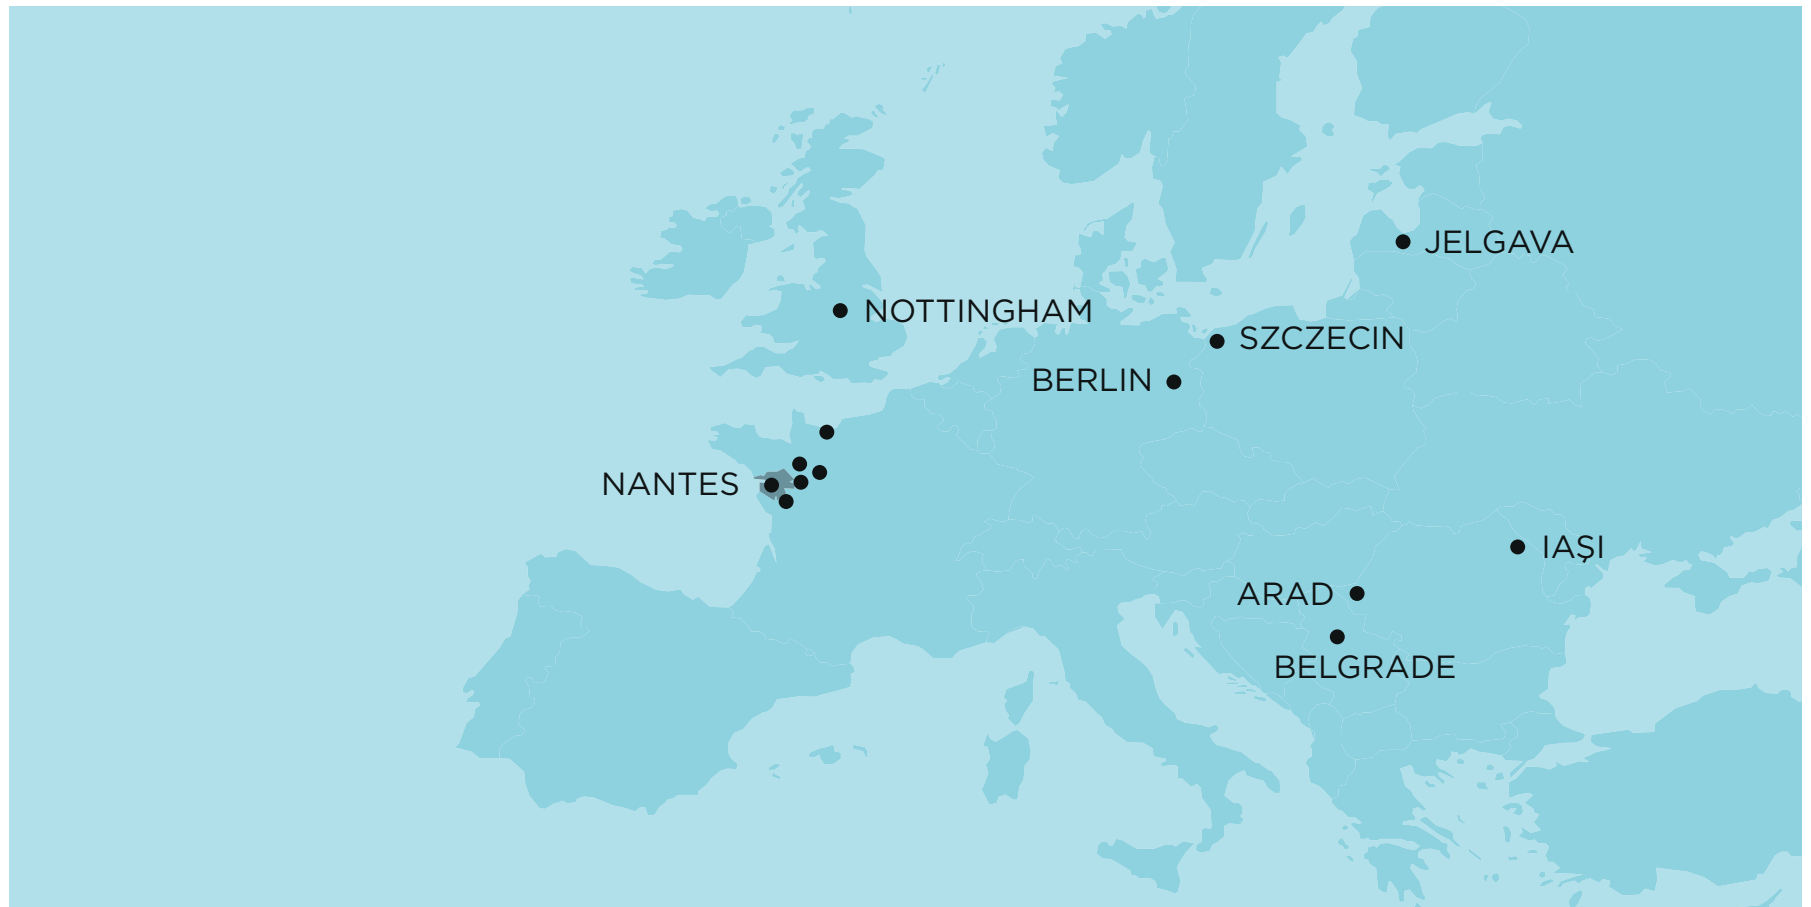 JELGAVA
NOTTINGHAM
SZCZECIN
BERLIN
NANTES
IAȘI
ARAD
BELGRADE